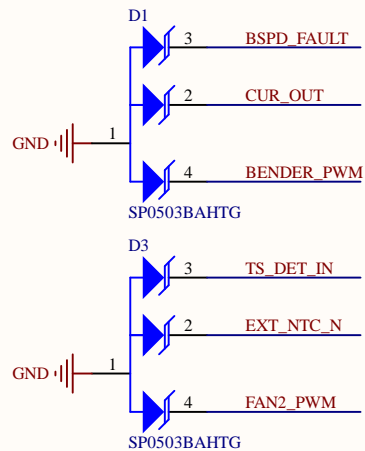 D1
3 BSPD_FAULT
2 CUR_OUT
GND 1
4 BENDER_PWM
SP0503BAHTG
D3
3 TS_DET_IN
2 EXT_NTC_N
GND 1
4 FAN2_PWM
SP0503BAHTG